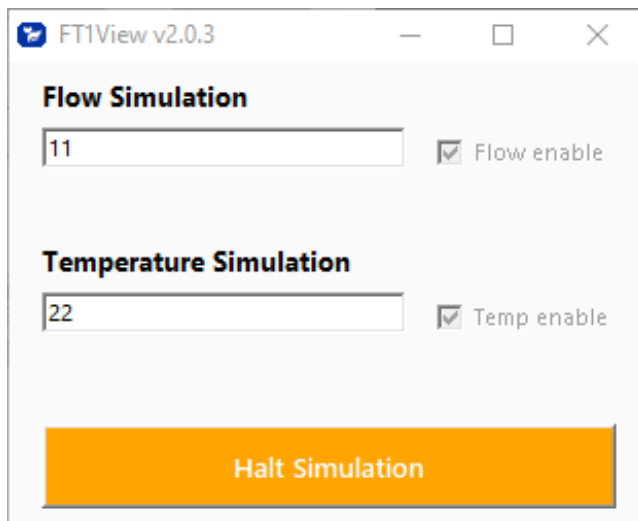 FT1View v2.0.3
Flow Simulation
11
Flow enable
Temperature Simulation
22
Temp enable
Halt Simulation